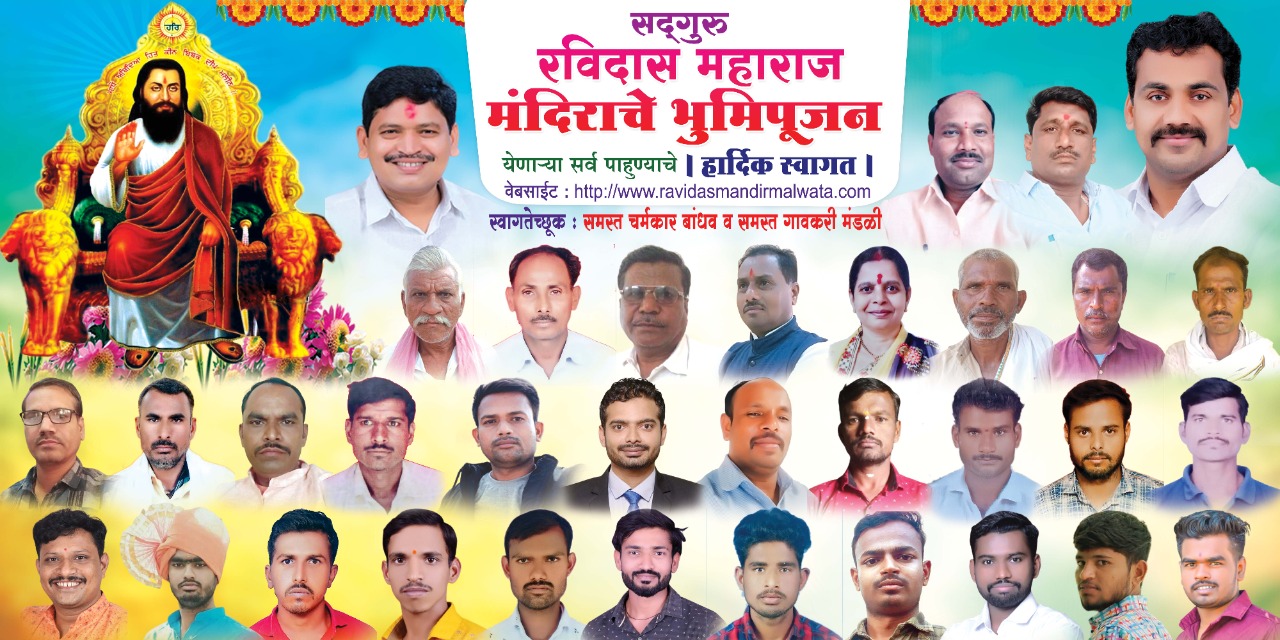 सद्‌गुरु
रविदास महाराज
मंदिराचे भुमिपूजन
येणाऱ्या सर्व पाहुण्याचे | हार्दिक स्वागत |
वेबसाईट : http://www.ravidasmandirmalwata.com
स्वागतेच्छूक : समस्त चर्मकार बांधव व समस्त गावकरी मंडळी